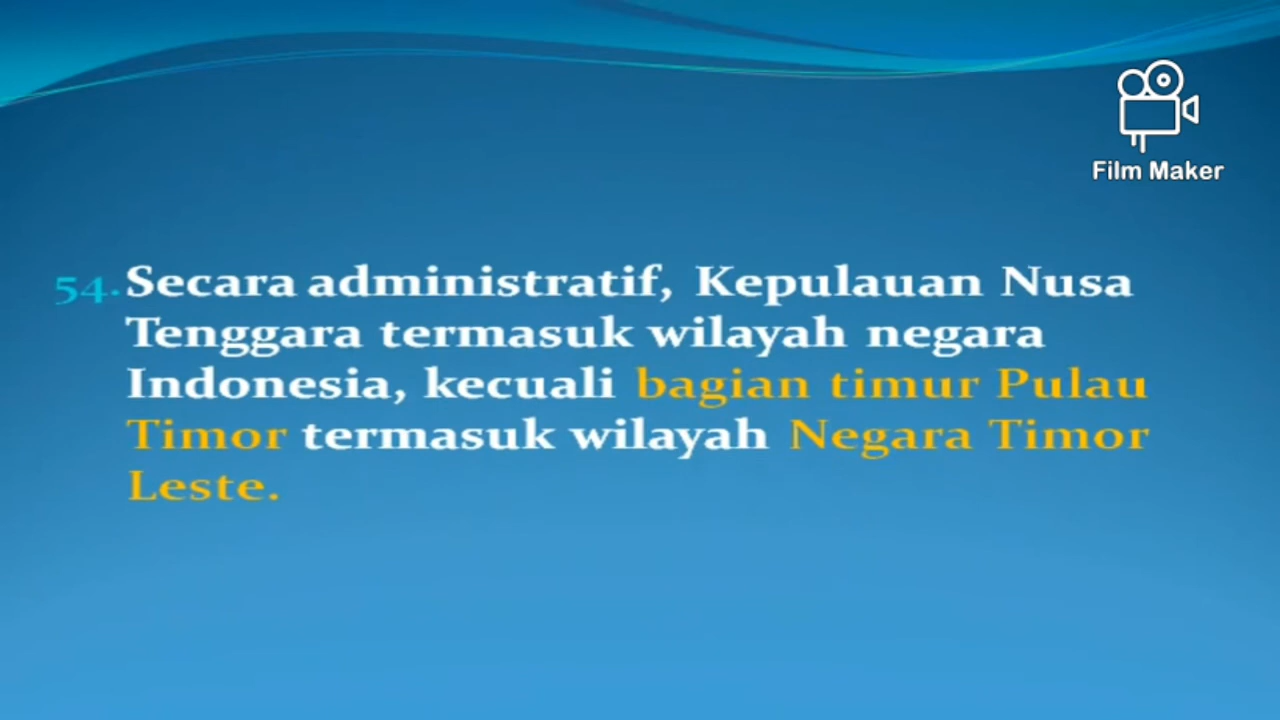 Film Maker
54. Secara administratif, Kepulauan Nusa
Tenggara termasuk wilayah negara
Indonesia, kecuali bagian timur Pulau
Timor termasuk wilayah Negara Timor
Leste.